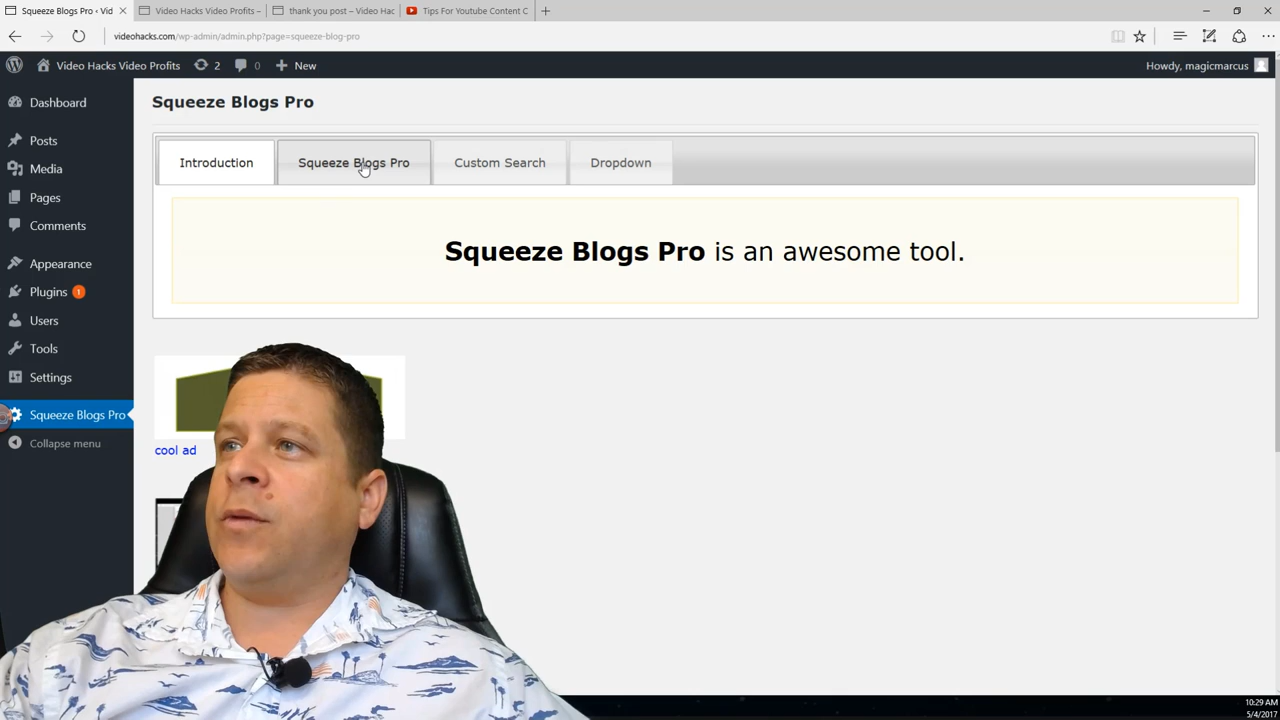 Squeeze Blogs Pro ‹ Vid
Video Hacks Video Profits –
thank you post – Video Hac
Tips For Youtube Content C
videohacks.com/wp-admin/admin.php?page=squeeze-blog-pro
Video Hacks Video Profits
2
0
New
Howdy, magicmarcus
Dashboard
Posts
Media
Pages
Comments
Appearance
Plugins 1
Users
Tools
Settings
Squeeze Blogs Pro
Collapse menu
Squeeze Blogs Pro
Introduction
Squeeze Blogs Pro
Custom Search
Dropdown
Squeeze Blogs Pro is an awesome tool.
cool ad
10:29 AM
5/4/2017